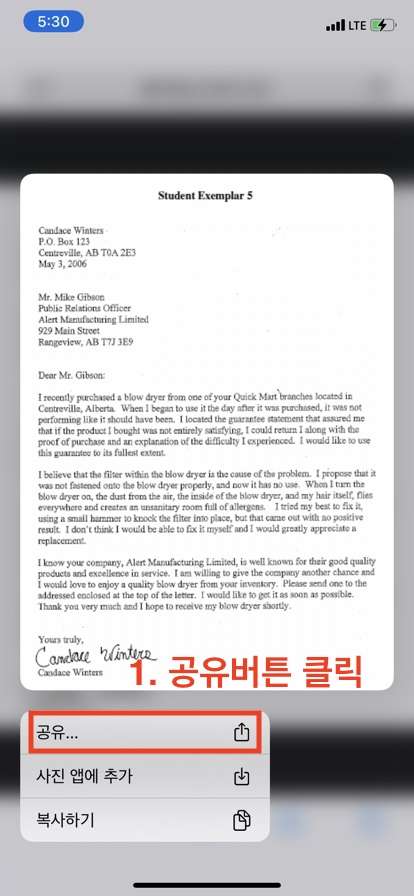 5:30
LTE
Student Exemplar 5
Candace Winters
P.O. Box 123
Centreville, AB T0A 2E3
May 3, 2006
Mr. Mike Gibson
Public Relations Officer
Alert Manufacturing Limited
929 Main Street
Rangeview, AB T7J 3E9
Dear Mr. Gibson:
I recently purchased a blow dryer from one of your Quick Mart branches located in
Centreville, Alberta. When I began to use it the day after it was purchased, it was not
performing like it should have been. I located the guarantee statement that assured me
that if the product I bought was not entirely satisfying, I could return I along with the
proof of purchase and an explanation of the difficulty I experienced. I would like to use
this guarantee to its fullest extent.
I believe that the filter within the blow dryer is the cause of the problem. I propose that it
was not fastened onto the blow dryer properly, and now it has no use. When I turn the
blow dryer on, the dust from the air, the inside of the blow dryer, and my hair itself, flies
everywhere and creates an unsanitary room full of allergens. I tried my best to fix it,
using a small hammer to knock the filter into place, but that came out with no positive
result. I don't think I would be able to fix it myself and I would greatly appreciate a
replacement.
I know your company, Alert Manufacturing Limited, is well known for their good quality
products and excellence in service. I am willing to give the company another chance and
I would love to enjoy a quality blow dryer from your inventory. Please send one to the
addressed enclosed at the top of the letter. I would like to get it as soon as possible.
Thank you very much and I hope to receive my blow dryer shortly.
Yours truly,
Candace Winters
Candace Winters
1. 공유버튼 클릭
공유...
사진 앱에 추가
복사하기